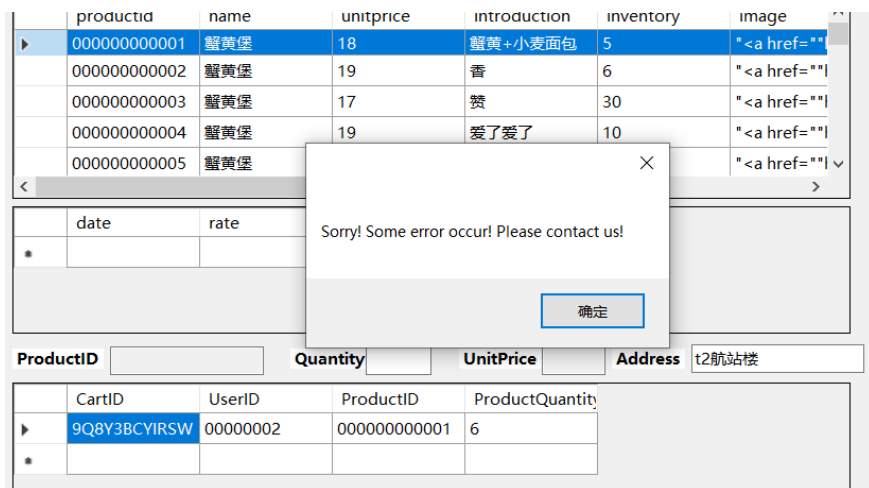 productid name unitprice introduction inventory image
000000000001 蟹黄堡 18 蟹黄+小麦面包 5 "<a href=""
000000000002 蟹黄堡 19 香 6 "<a href=""
000000000003 蟹黄堡 17 赞 30 "<a href=""
000000000004 蟹黄堡 19 爱了爱了 10 "<a href=""
000000000005 蟹黄堡 "<a href=""
date rate
Sorry! Some error occur! Please contact us!
确定
ProductID Quantity UnitPrice Address t2航站楼
CartID UserID ProductID ProductQuantity
9Q8Y3BCYIRSW 00000002 000000000001 6